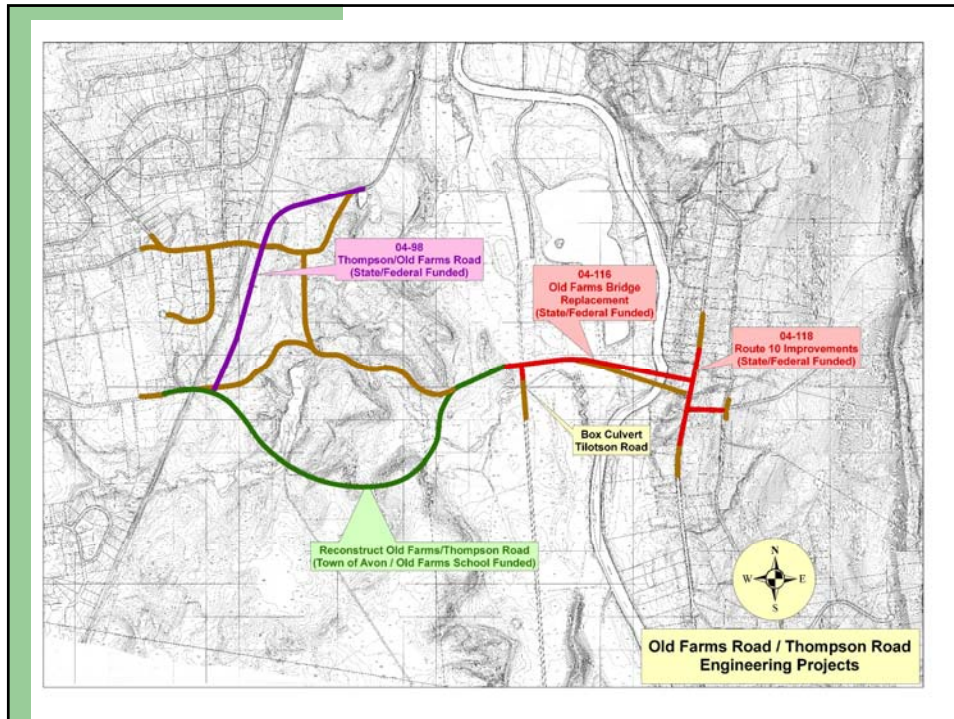 04-98
Thompson/Old Farms Road
(State/Federal Funded)
04-116
Old Farms Bridge
Replacement
(State/Federal Funded)
04-118
Route 10 Improvements
(State/Federal Funded)
Box Culvert
Tilotson Road
Reconstruct Old Farms/Thompson Road
(Town of Avon / Old Farms School Funded)
N
W
E
S
Old Farms Road / Thompson Road
Engineering Projects